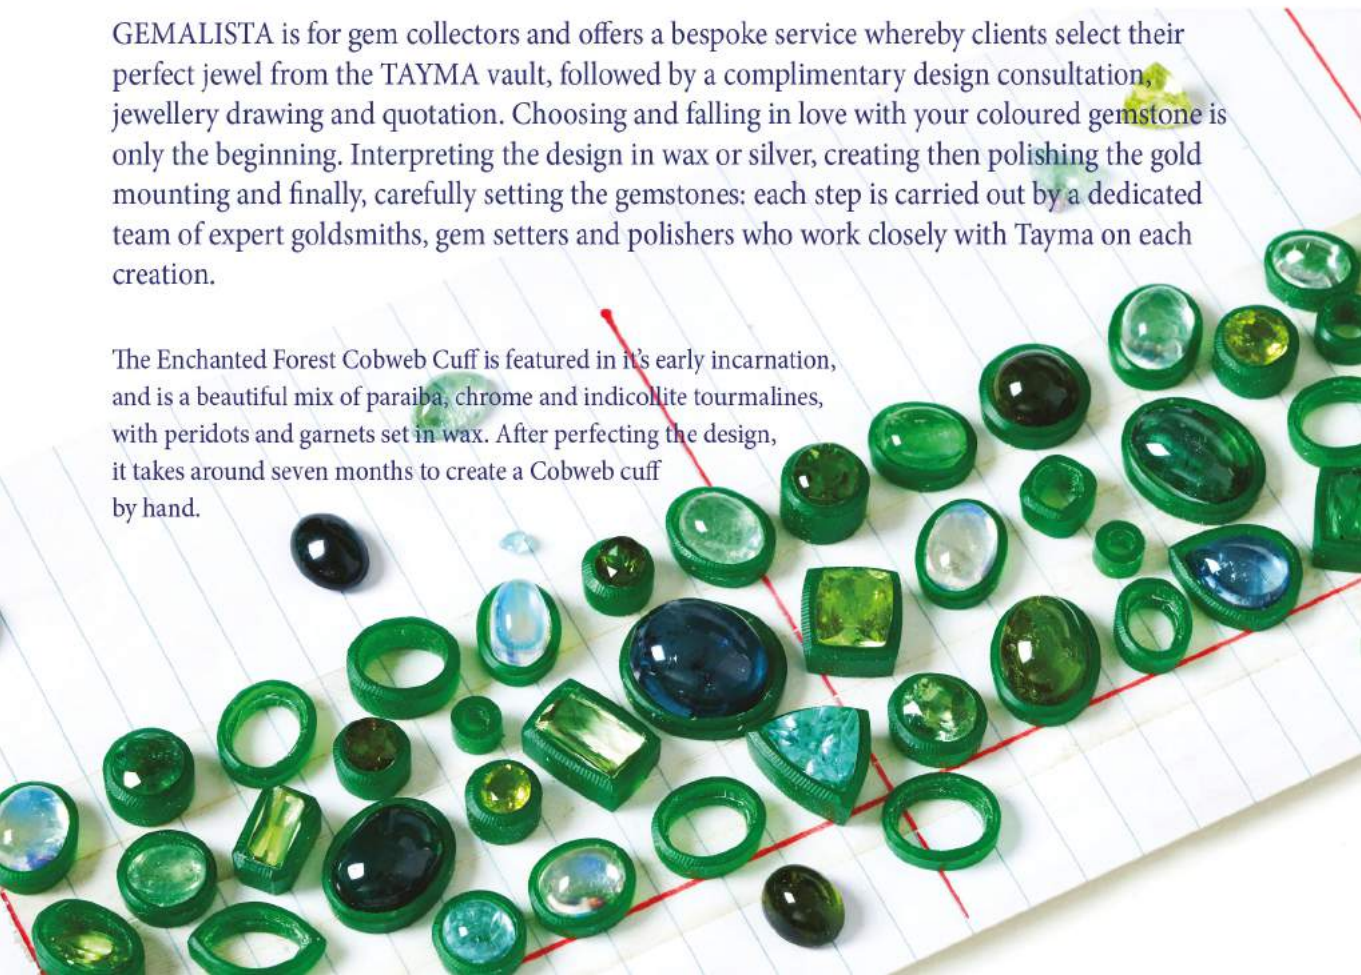 GEMALISTA is for gem collectors and offers a bespoke service whereby clients select their
perfect jewel from the TAYMA vault, followed by a complimentary design consultation,
jewellery drawing and quotation. Choosing and falling in love with your coloured gemstone is
only the beginning. Interpreting the design in wax or silver, creating then polishing the gold
mounting and finally, carefully setting the gemstones: each step is carried out by a dedicated
team of expert goldsmiths, gem setters and polishers who work closely with Tayma on each
creation.
The Enchanted Forest Cobweb Cuff is featured in it's early incarnation,
and is a beautiful mix of paraiba, chrome and indicollite tourmalines,
with peridots and garnets set in wax. After perfecting the design,
it takes around seven months to create a Cobweb cuff
by hand.